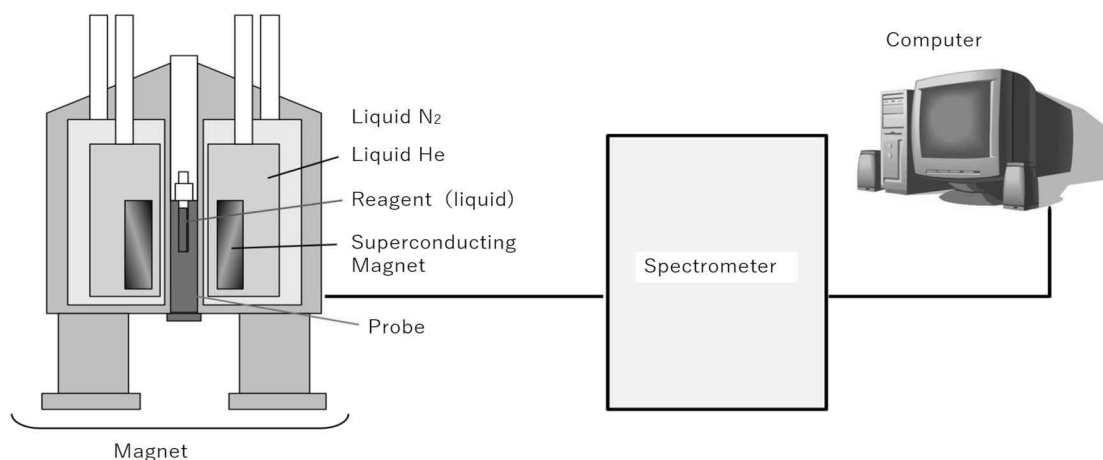 Computer
Liquid N₂
Liquid He
Reagent (liquid)
Superconducting
Magnet
Spectrometer
Probe
Magnet